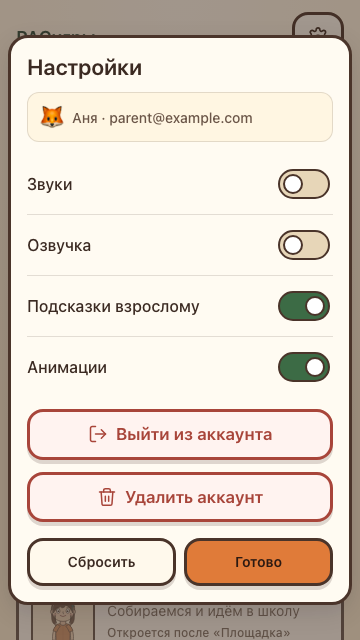 Настройки
Аня · parent@example.com
Звуки
Озвучка
Подсказки взрослому
Анимации
Выйти из аккаунта
Удалить аккаунт
Сбросить
Готово
Собираемся и идём в школу
Откроется после «Площадка»